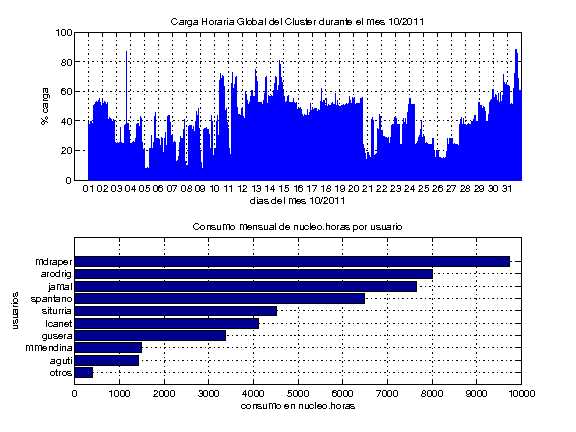 Carga Horaria Global del Cluster durante el mes 10/2011
100
80
60
40
20
0
% carga
01 02 03 04 05 06 07 08 09 10 11 12 13 14 15 16 17 18 19 20 21 22 23 24 25 26 27 28 29 30 31
dias del mes 10/2011
Consumo mensual de nucleo.horas por usuario
usuarios
mdraper
arodrig
jamal
spantano
siturria
lcanet
gusera
mmendina
aguti
otros
0 1000 2000 3000 4000 5000 6000 7000 8000 9000 10000
consumo en nucleo.horas